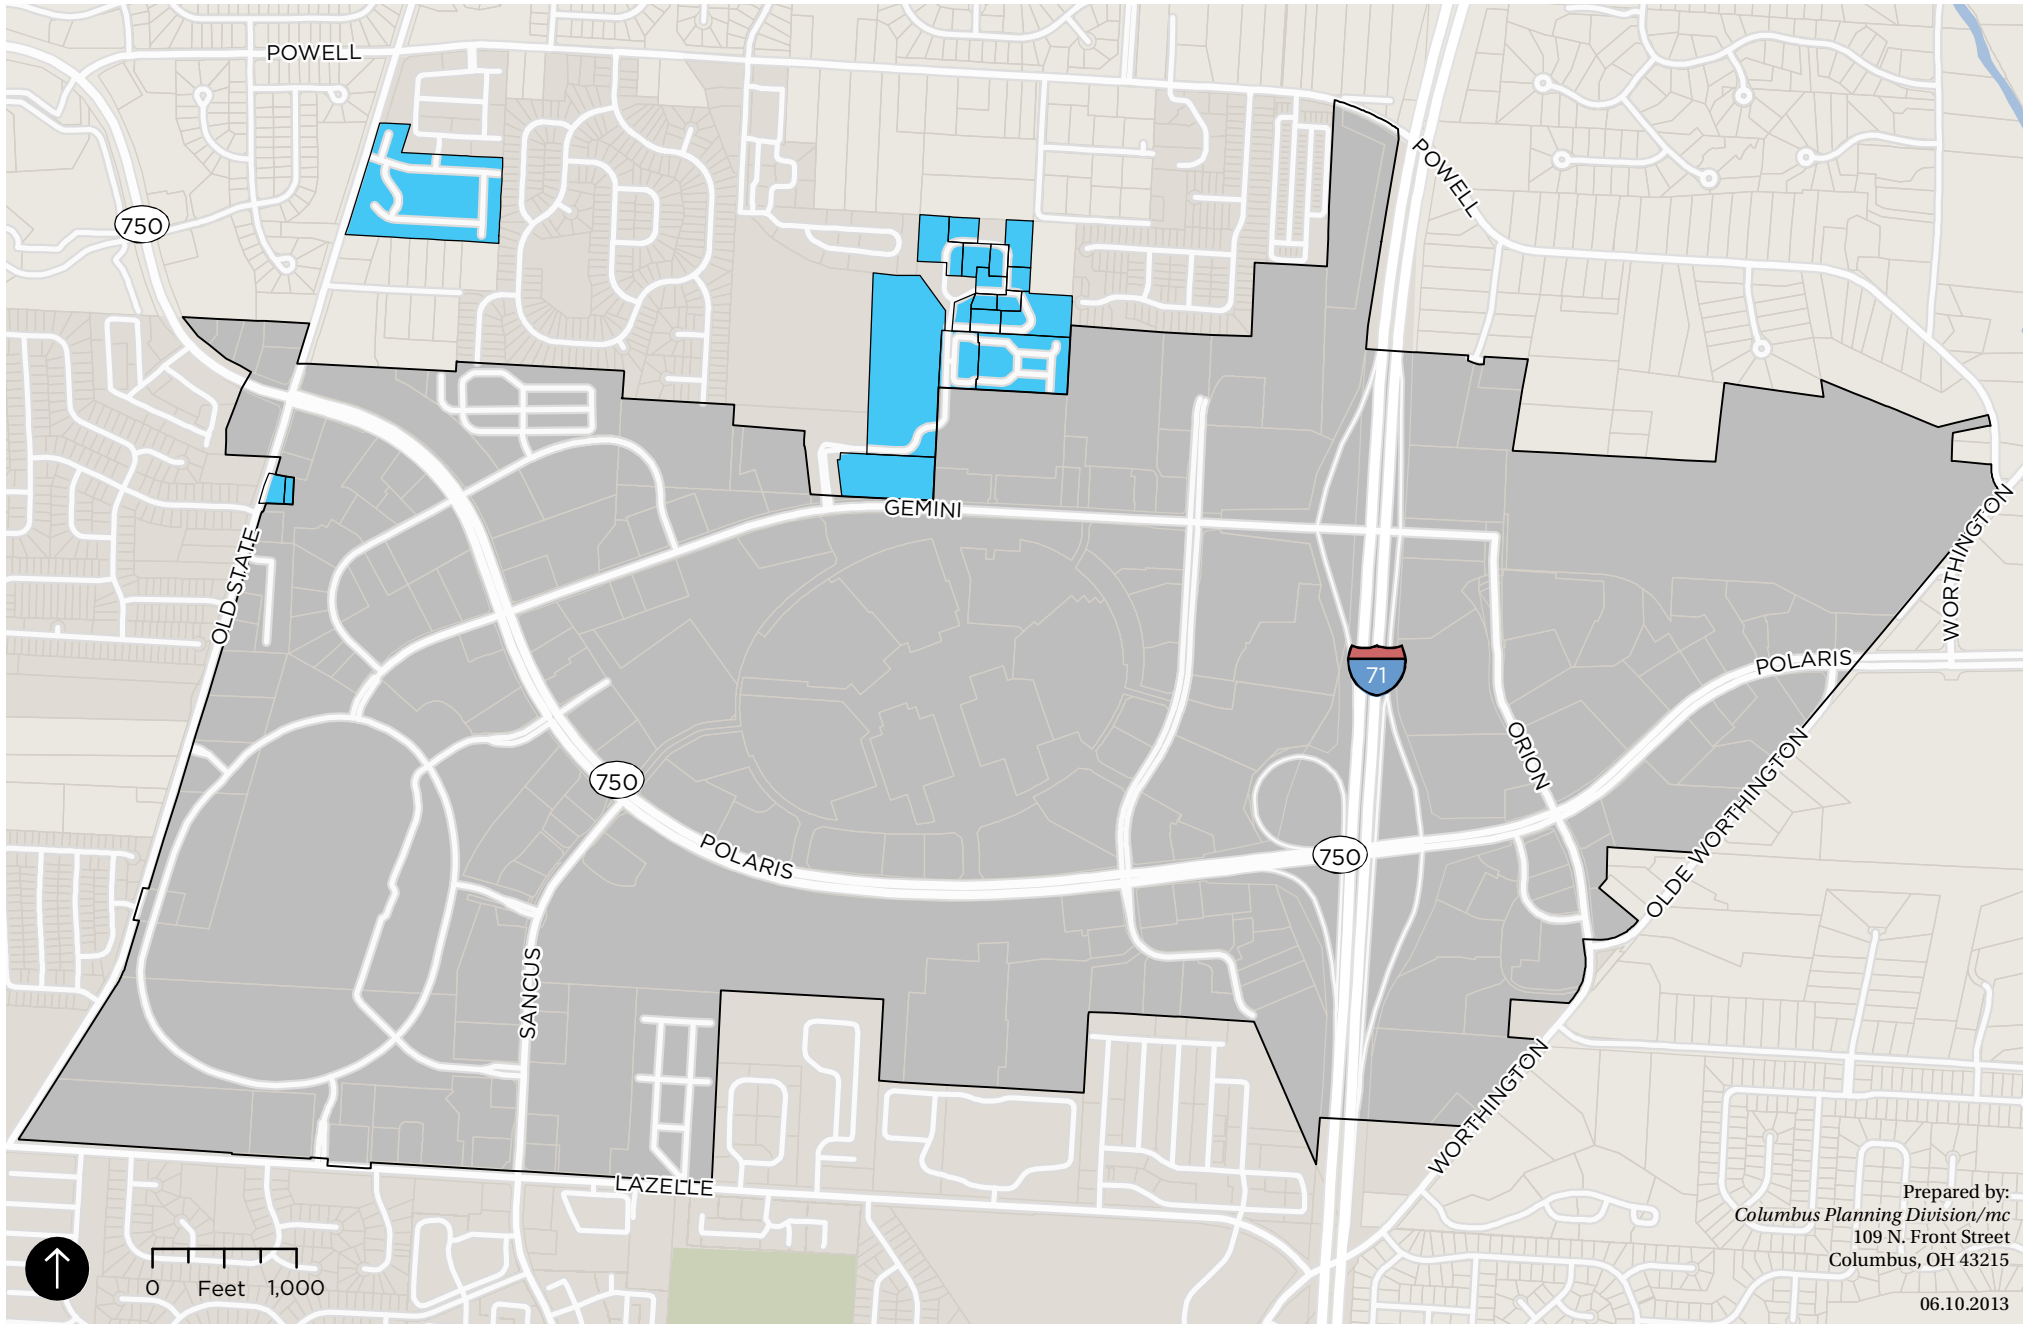 POWELL
750
POWELL
GEMINI
OLD STATE
WORTHINGTON
71
POLARIS
ORION
750
OLDE WORTHINGTON
POLARIS
750
SANCUS
WORTHINGTON
LAZELLE
0 Feet 1,000
Prepared by:
Columbus Planning Division/mc
109 N. Front Street
Columbus, OH 43215
06.10.2013